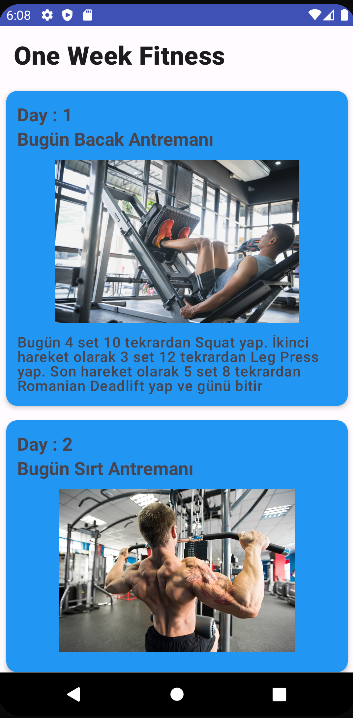 6:08
One Week Fitness
Day : 1
Bugün Bacak Antremanı
Bugün 4 set 10 tekrardan Squat yap. İkinci
hareket olarak 3 set 12 tekrardan Leg Press
yap. Son hareket olarak 5 set 8 tekrardan
Romanian Deadlift yap ve günü bitir
Day : 2
Bugün Sırt Antremanı